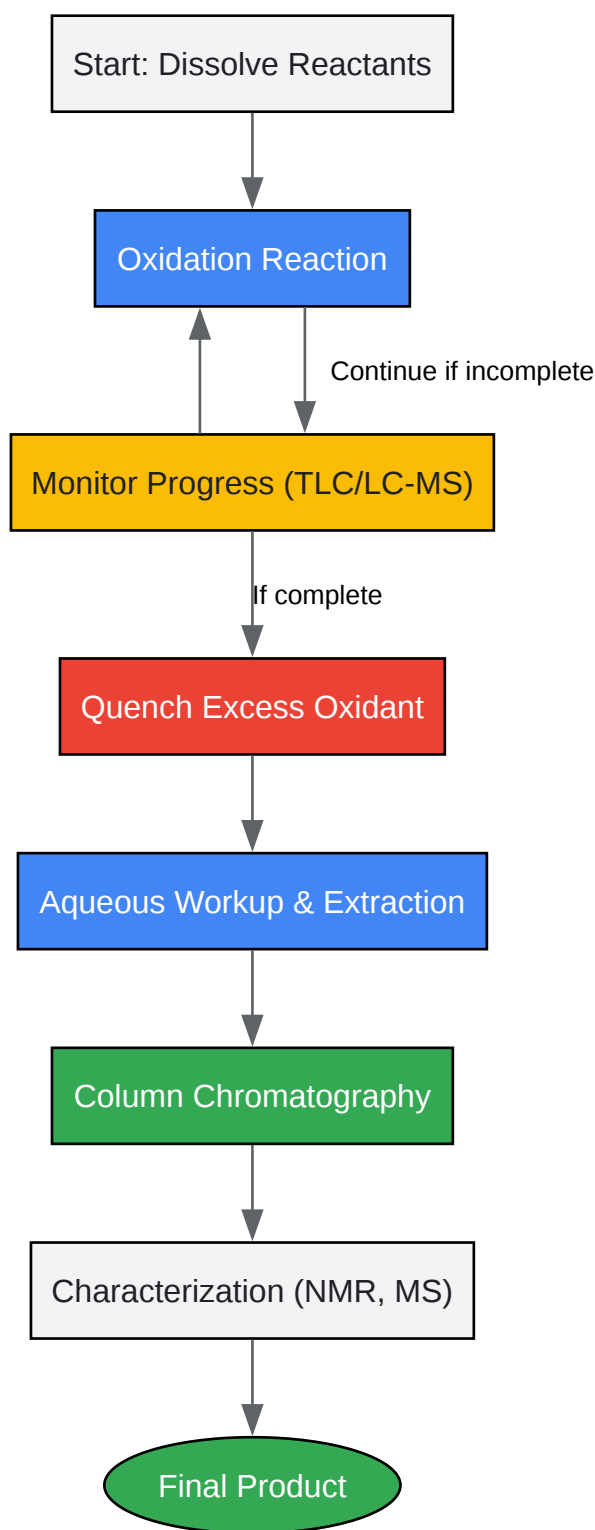 Start: Dissolve Reactants
Oxidation Reaction
Continue if incomplete
Monitor Progress (TLC/LC-MS)
If complete
Quench Excess Oxidant
Aqueous Workup & Extraction
Column Chromatography
Characterization (NMR, MS)
Final Product